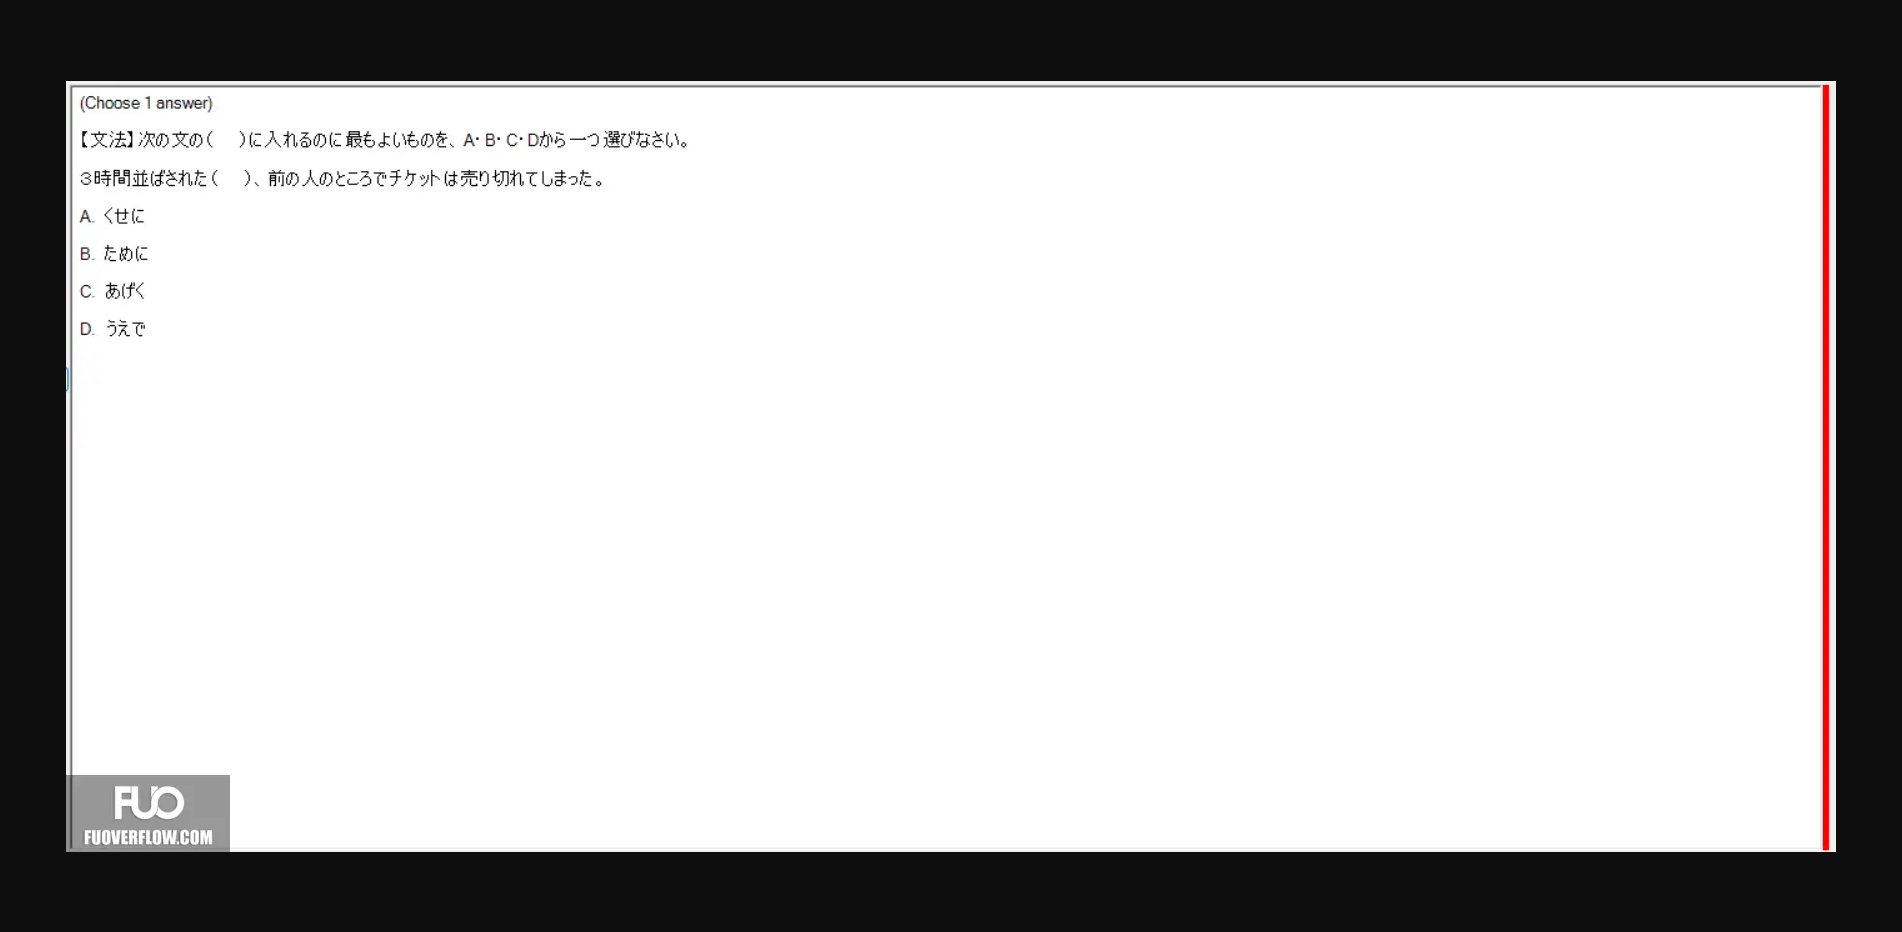 (Choose 1 answer)
【文法】次の文の(　)に入れるのに最もよいものを、A・B・C・Dから一つ選びなさい。
3時間並ばされた(　)、前の人のところでチケットは売り切れてしまった。
A. くせに
B. ために
C. あげく
D. うえで
FUO
FUOVERFLOW.COM